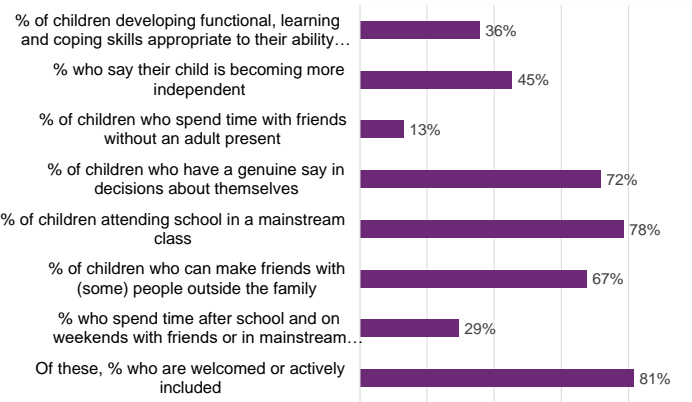 % of children developing functional, learning
and coping skills appropriate to their ability…
36%
% who say their child is becoming more
independent
45%
% of children who spend time with friends
without an adult present
13%
% of children who have a genuine say in
decisions about themselves
72%
% of children attending school in a mainstream
class
78%
% of children who can make friends with
(some) people outside the family
67%
% who spend time after school and on
weekends with friends or in mainstream…
29%
Of these, % who are welcomed or actively
included
81%